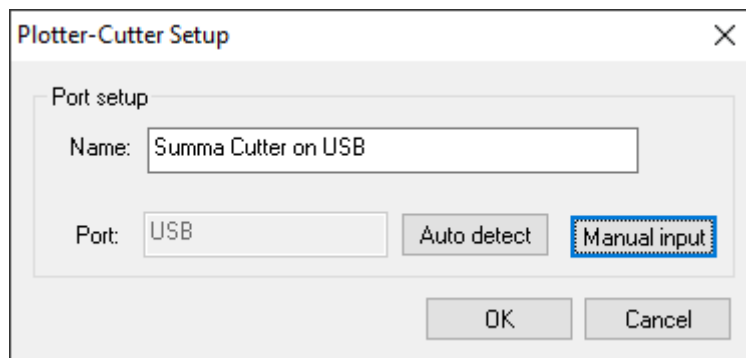 Plotter-Cutter Setup
Port setup
Name: Summa Cutter on USB
Port: USB Auto detect Manual input
OK Cancel